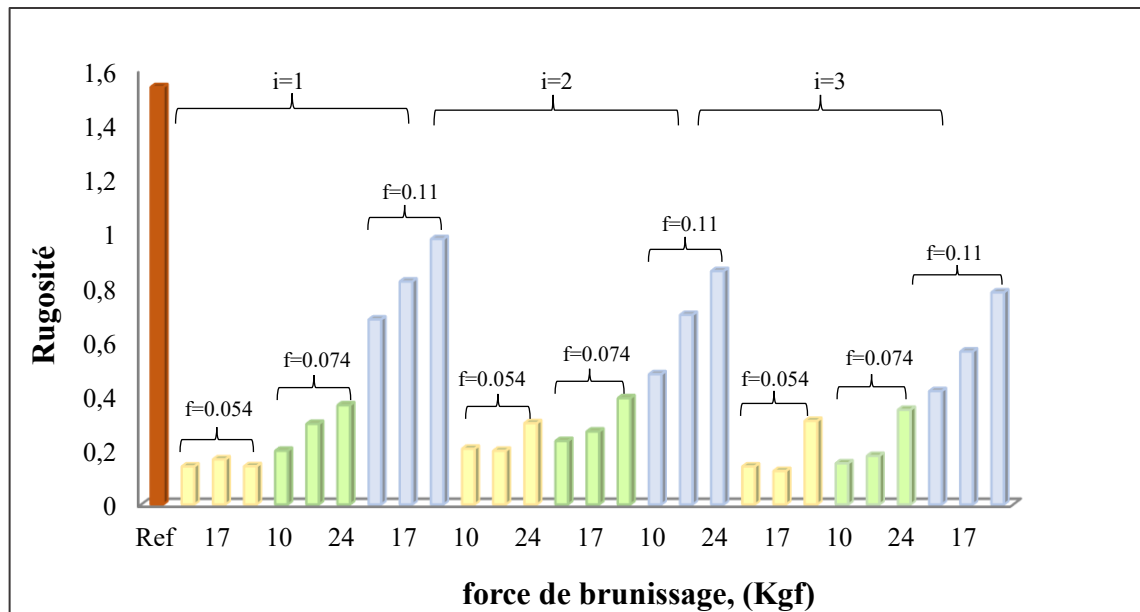 Rugosité
1,6
1,4
1,2
1
0,8
0,6
0,4
0,2
0
i=1
i=2
i=3
f=0.054
f=0.074
f=0.11
f=0.054
f=0.074
f=0.11
f=0.054
f=0.074
f=0.11
Ref 17 10 24 17 10 24 17 10 24 17 10 24 17
force de brunissage, (Kgf)